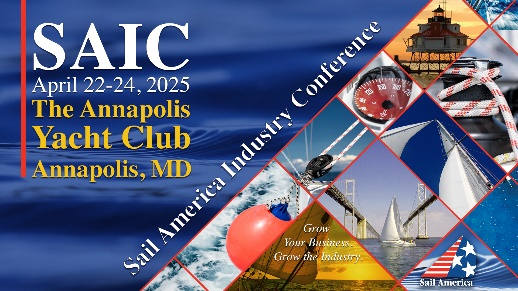 SAIC
April 22-24, 2025
The Annapolis
Yacht Club
Annapolis, MD
Sail America Industry Conference
Grow
Your Business...
Grow the Industry.
Sail America